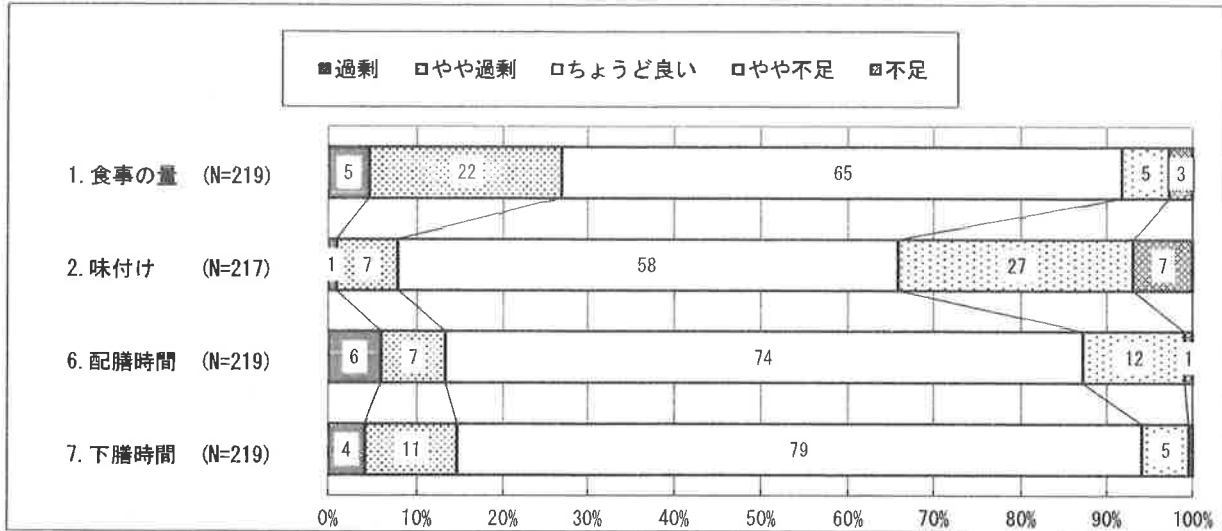 ■過剰 □やや過剰 □ちょうど良い □やや不足 ■不足
1. 食事の量 (N=219) 5 22 65 5 3
2. 味付け (N=217) 1 7 58 27 7
6. 配膳時間 (N=219) 6 7 74 12 1
7. 下膳時間 (N=219) 4 11 79 5
0% 10% 20% 30% 40% 50% 60% 70% 80% 90% 100%